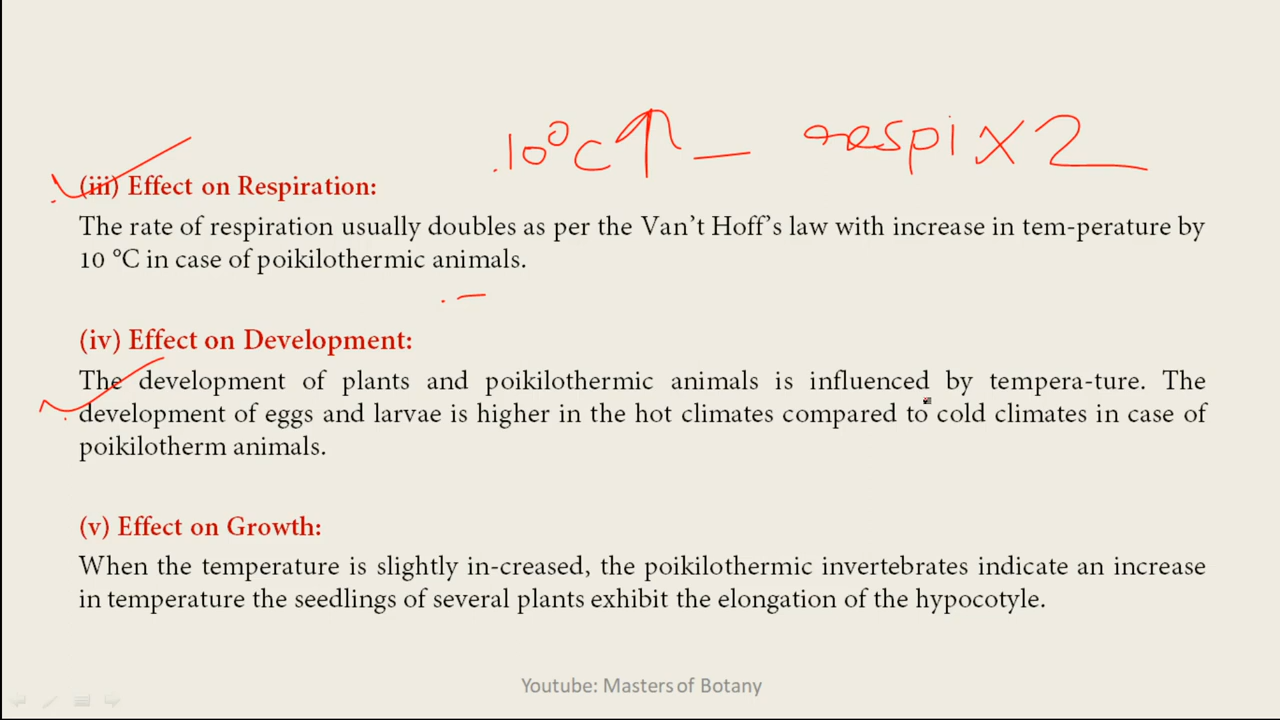 10⁰C↑ — respi × 2
(iii) Effect on Respiration:
The rate of respiration usually doubles as per the Van’t Hoff’s law with increase in tem-perature by
10 °C in case of poikilothermic animals.
(iv) Effect on Development:
The development of plants and poikilothermic animals is influenced by tempera-ture. The
development of eggs and larvae is higher in the hot climates compared to cold climates in case of
poikilotherm animals.
(v) Effect on Growth:
When the temperature is slightly in-creased, the poikilothermic invertebrates indicate an increase
in temperature the seedlings of several plants exhibit the elongation of the hypocotyle.
Youtube: Masters of Botany